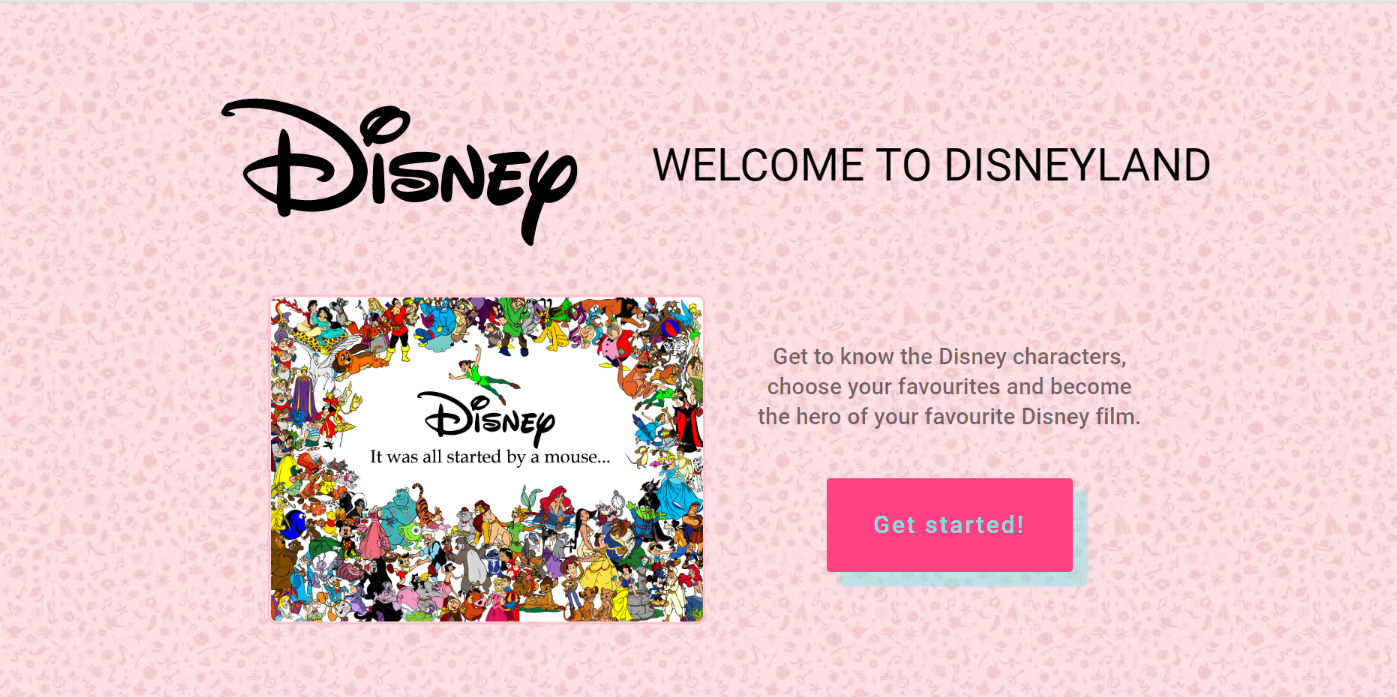 Disney
WELCOME TO DISNEYLAND
Disney
It was all started by a mouse...
Get to know the Disney characters,
choose your favourites and become
the hero of your favourite Disney film.
Get started!